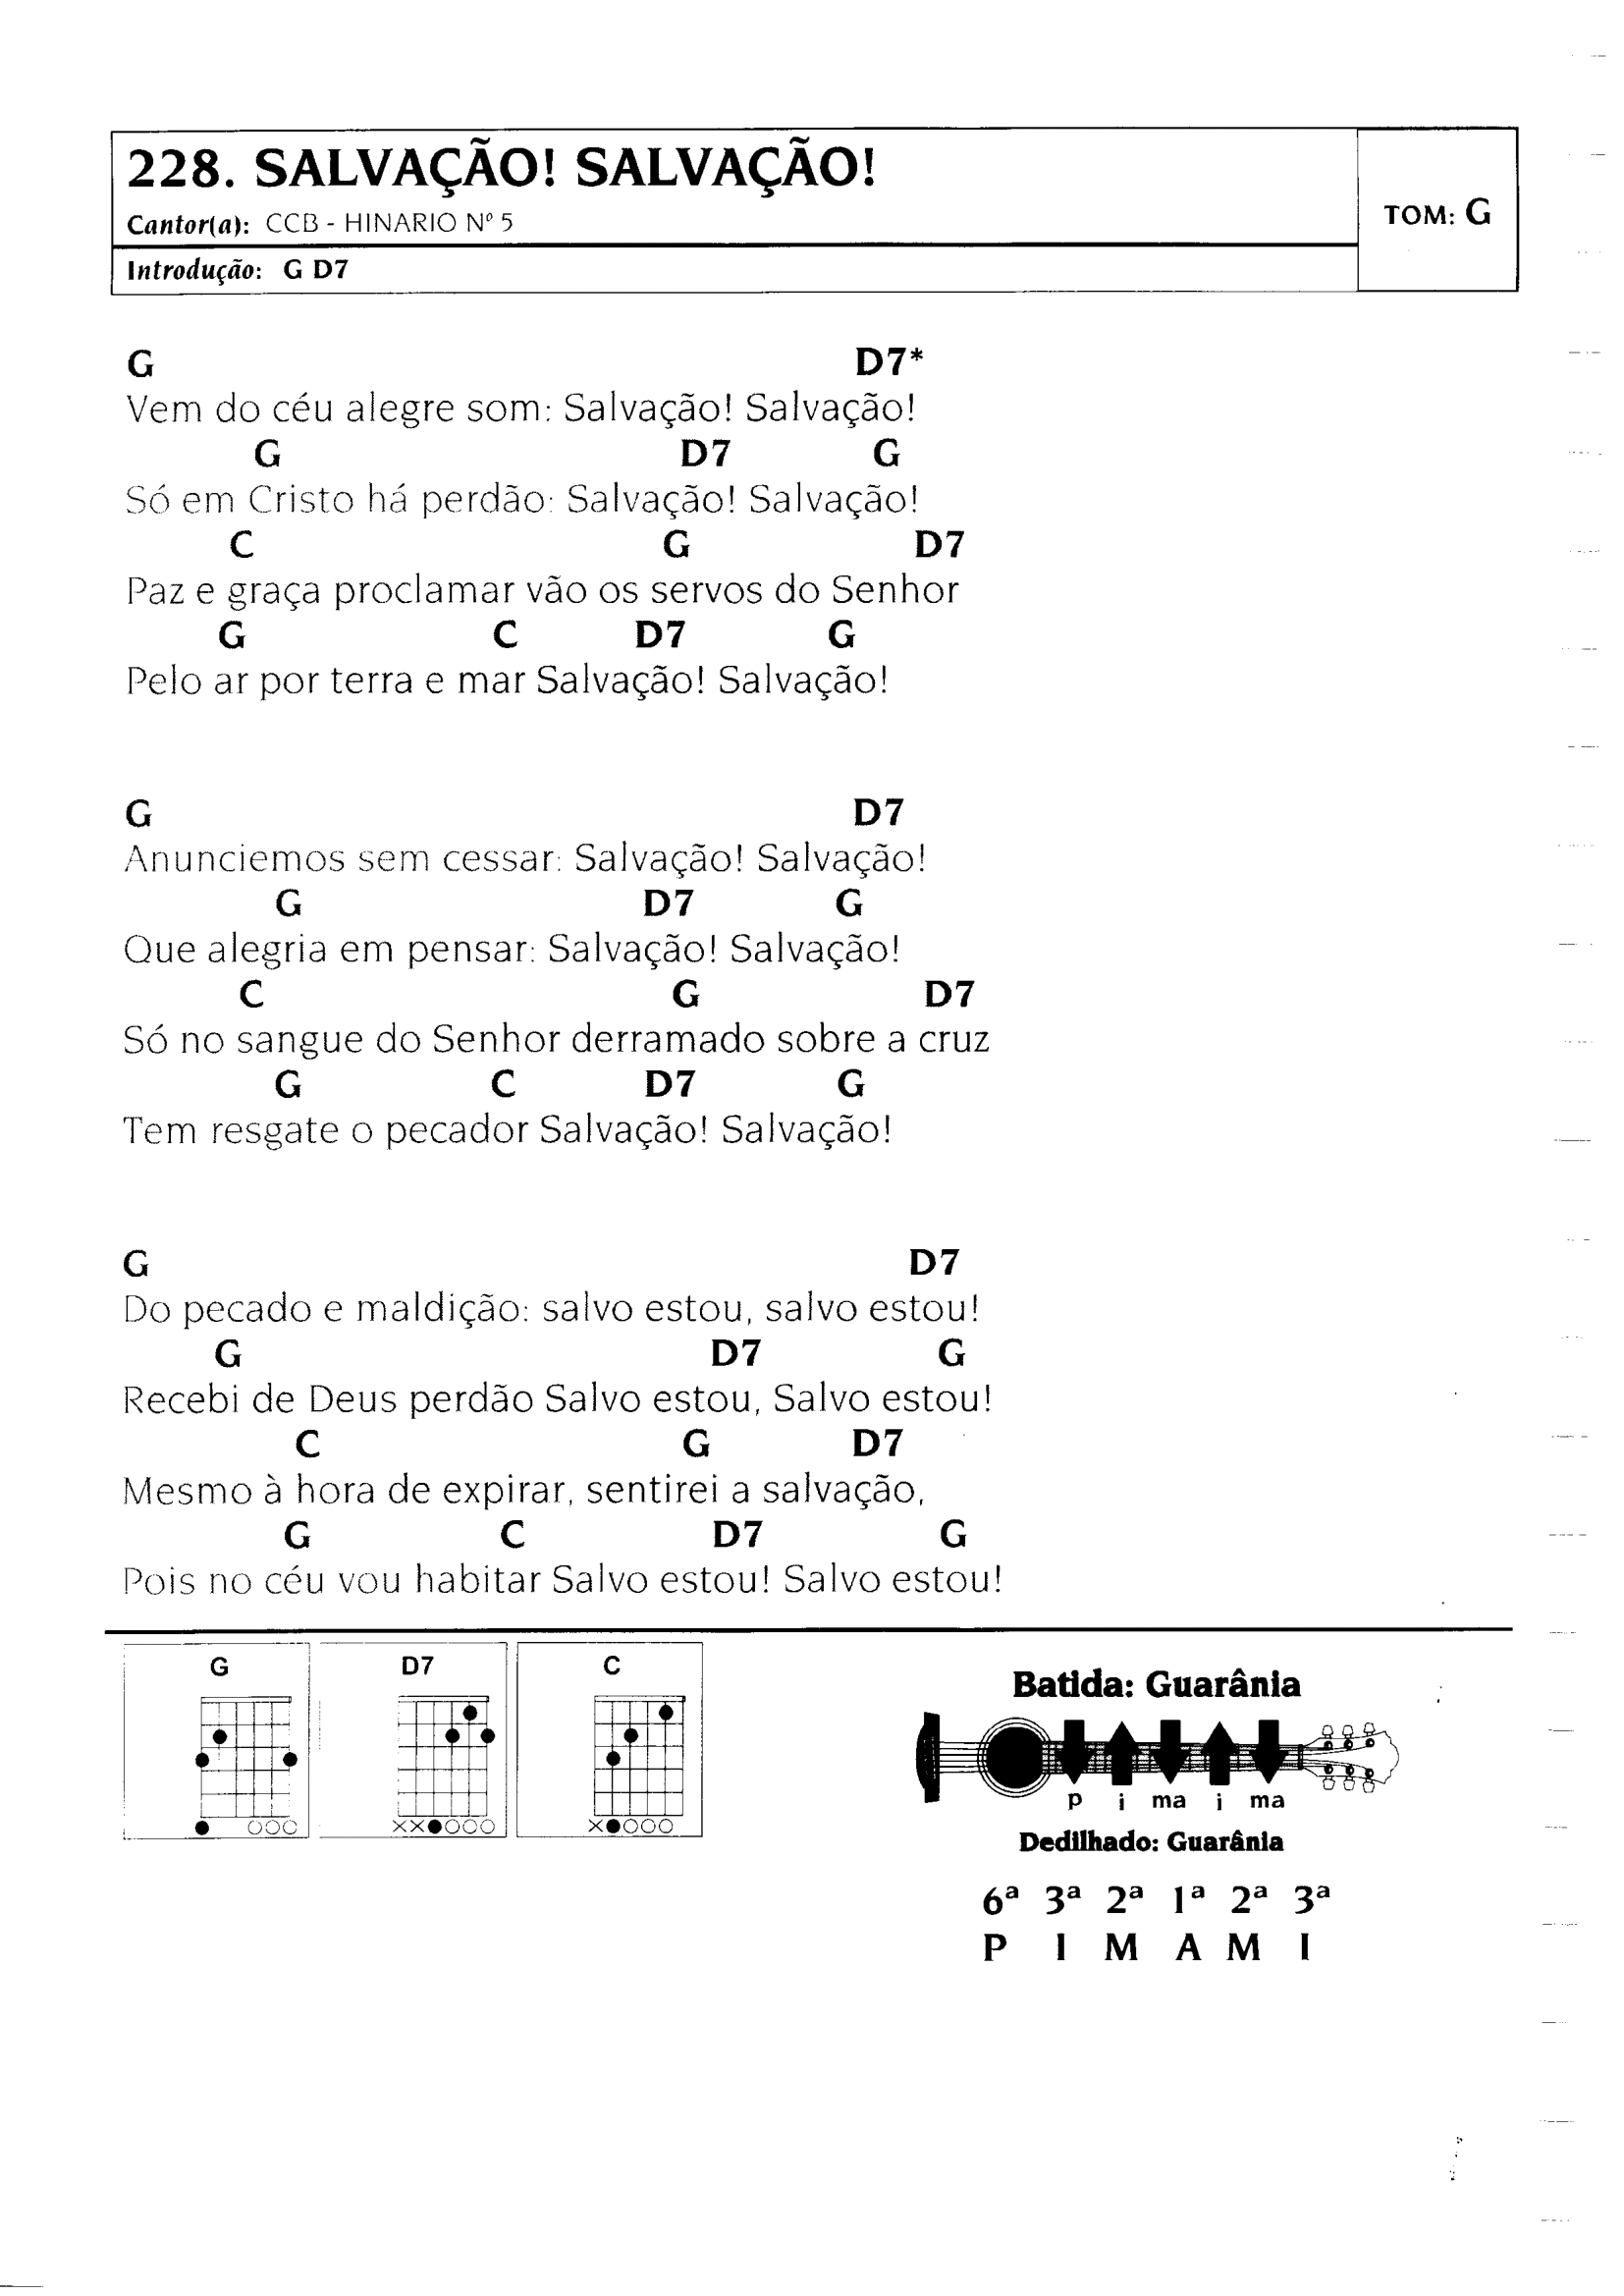 228. SALVAÇÃO! SALVAÇÃO!
Cantor(a): CCB - HINARIO Nº 5
TOM: G
Introdução: G D7
G D7*
Vem do céu alegre som: Salvação! Salvação!
G D7 G
Só em Cristo há perdão: Salvação! Salvação!
C G D7
Paz e graça proclamar vão os servos do Senhor
G C D7 G
Pelo ar por terra e mar Salvação! Salvação!
G D7
Anunciemos sem cessar: Salvação! Salvação!
G D7 G
Que alegria em pensar: Salvação! Salvação!
C G D7
Só no sangue do Senhor derramado sobre a cruz
G C D7 G
Tem resgate o pecador Salvação! Salvação!
G D7
Do pecado e maldição: salvo estou, salvo estou!
G D7 G
Recebi de Deus perdão Salvo estou, Salvo estou!
C G D7
Mesmo à hora de expirar, sentirei a salvação,
G C D7 G
Pois no céu vou habitar Salvo estou! Salvo estou!
G D7 C
Batida: Guarânia
p i ma i ma
Dedilhado: Guarânia
6ª 3ª 2ª 1ª 2ª 3ª
P I M A M I